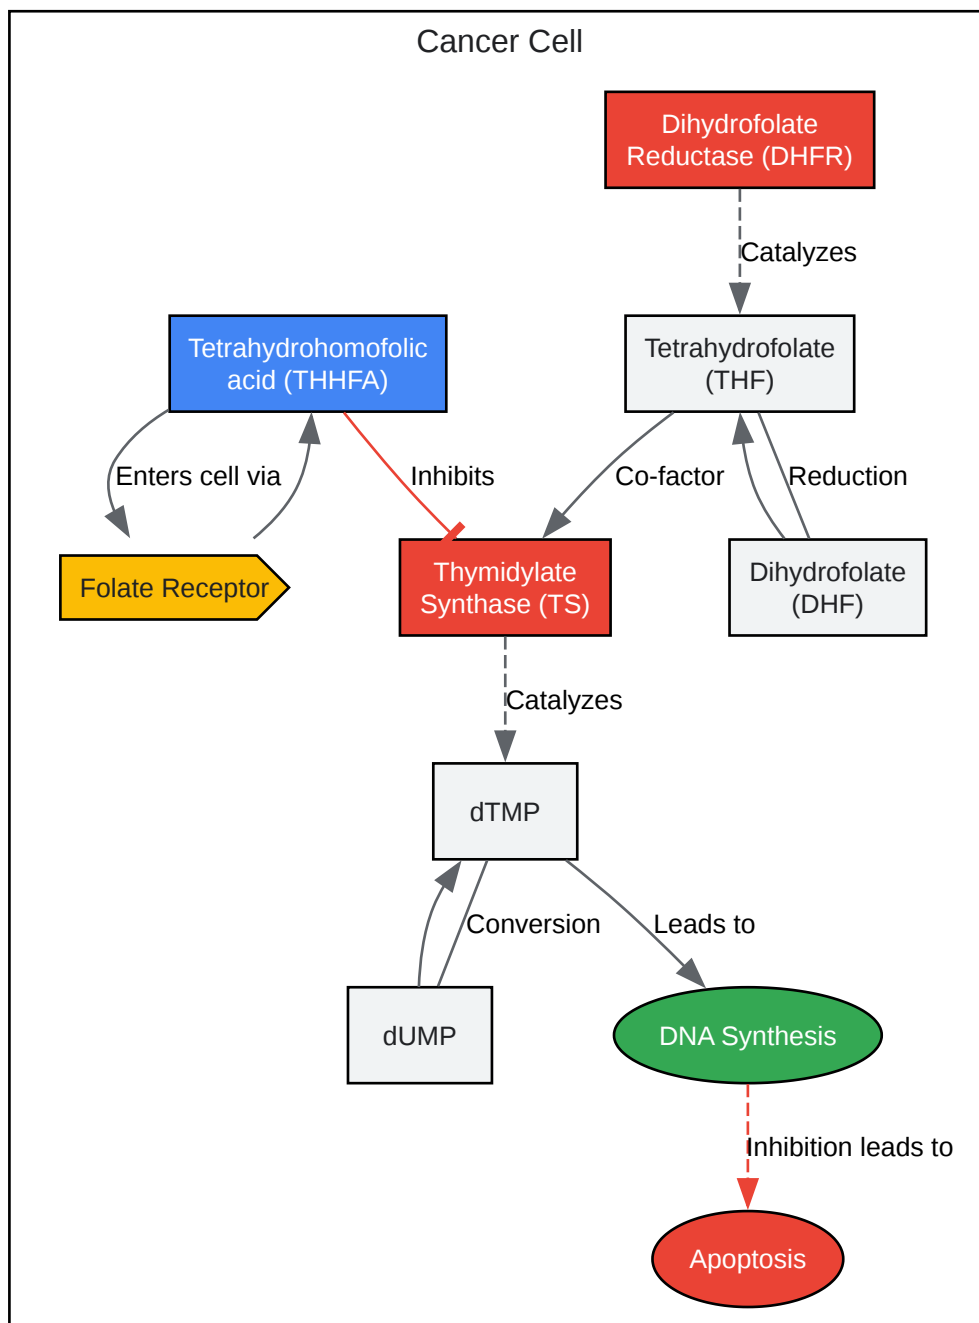 Cancer Cell
Dihydrofolate
Reductase (DHFR)
Catalyzes
Tetrahydrohomofolic
acid (THHFA)
Tetrahydrofolate
(THF)
Enters cell via
Inhibits
Co-factor
Reduction
Folate Receptor
Thymidylate
Synthase (TS)
Dihydrofolate
(DHF)
Catalyzes
dTMP
Conversion
Leads to
dUMP
DNA Synthesis
Inhibition leads to
Apoptosis